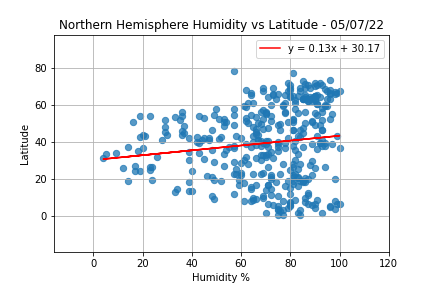 Northern Hemisphere Humidity vs Latitude - 05/07/22
y = 0.13x + 30.17
80
60
40
20
0
Latitude
0 20 40 60 80 100 120
Humidity %